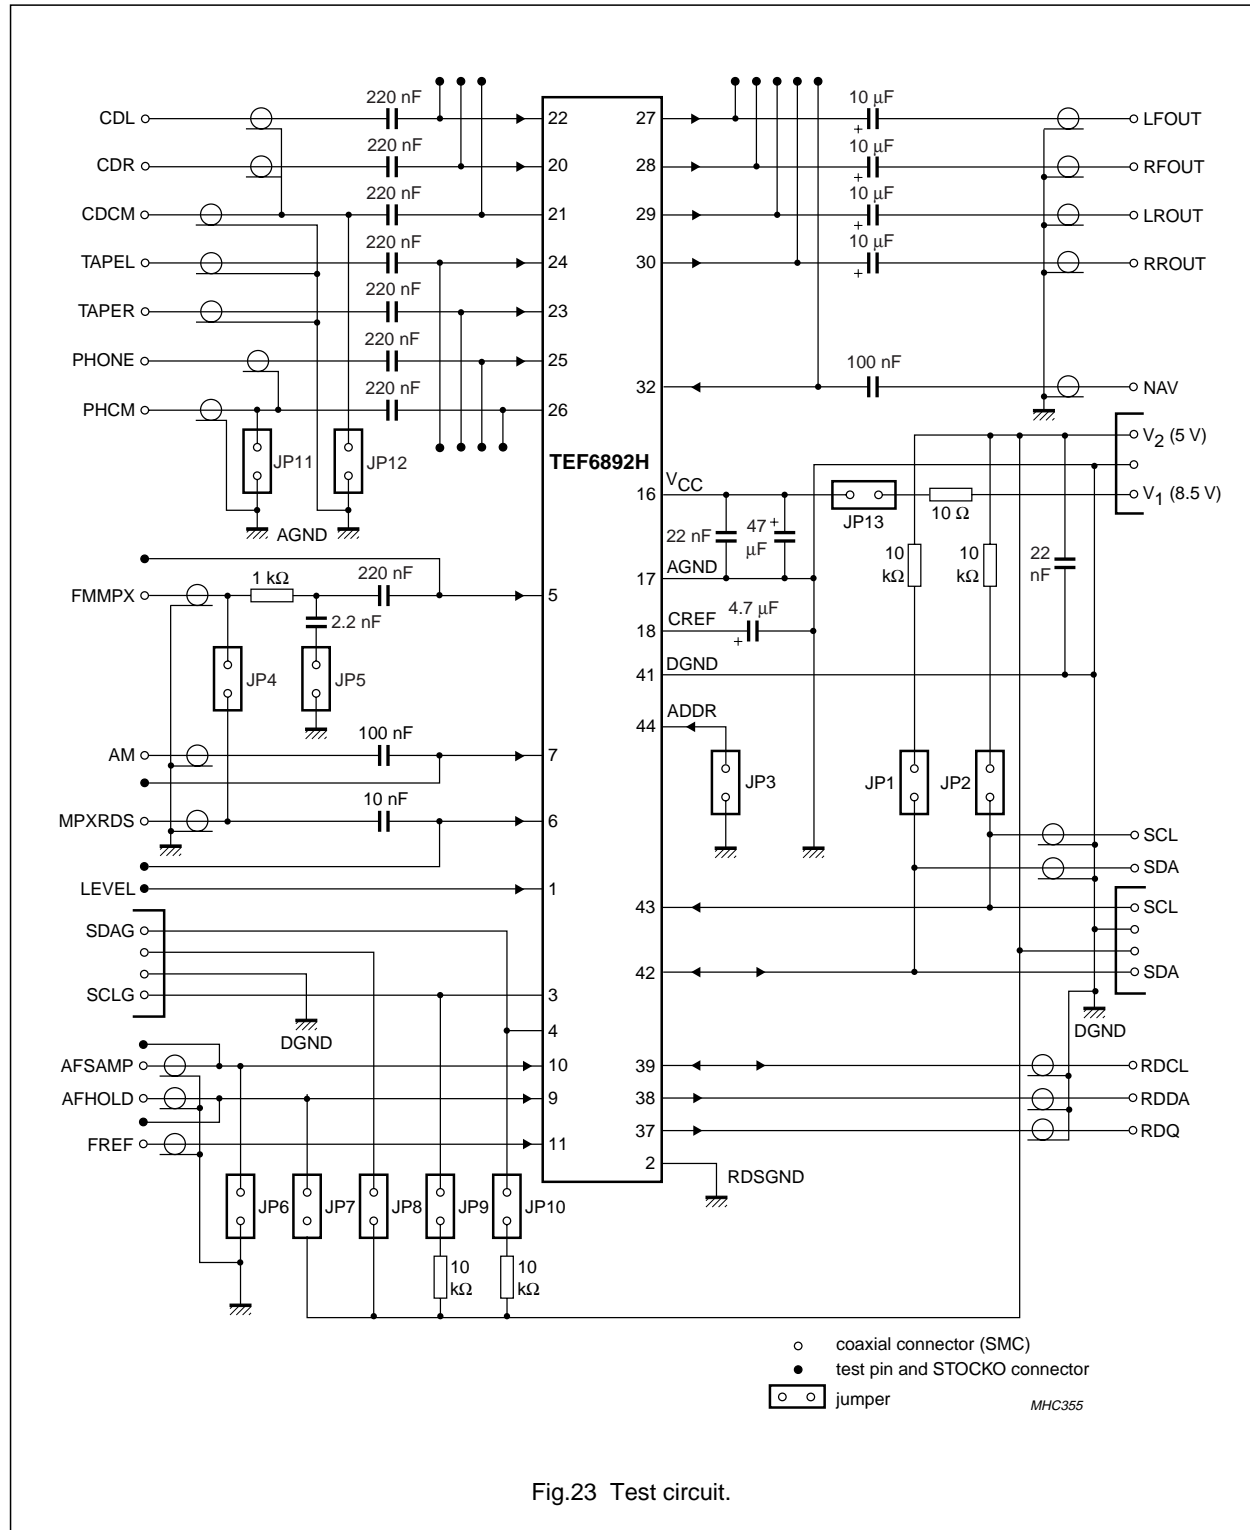 CDL
220 nF
22
CDR
220 nF
20
CDCM
220 nF
21
TAPEL
220 nF
24
TAPER
220 nF
23
PHONE
220 nF
25
PHCM
220 nF
26
JP11
JP12
AGND
FMMPX
1 kΩ
220 nF
5
2.2 nF
JP4
JP5
AM
100 nF
7
MPXRDS
10 nF
6
LEVEL
1
SDAG
SCLG
3
4
DGND
AFSAMP
10
AFHOLD
9
FREF
11
JP6
JP7
JP8
JP9
JP10
10
kΩ
10
kΩ
TEF6892H
27
10 μF
+
LFOUT
28
10 μF
+
RFOUT
29
10 μF
+
LROUT
30
10 μF
+
RROUT
32
100 nF
NAV
V2 (5 V)
V1 (8.5 V)
16
VCC
JP13
10 Ω
22 nF
47
μF
+
10
kΩ
10
kΩ
22
nF
17
AGND
18
CREF
4.7 μF
+
41
DGND
44
ADDR
JP3
JP1
JP2
SCL
SDA
43
SCL
42
SDA
DGND
39
RDCL
38
RDDA
37
RDQ
2
RDSGND
coaxial connector (SMC)
test pin and STOCKO connector
jumper
MHC355
Fig.23 Test circuit.